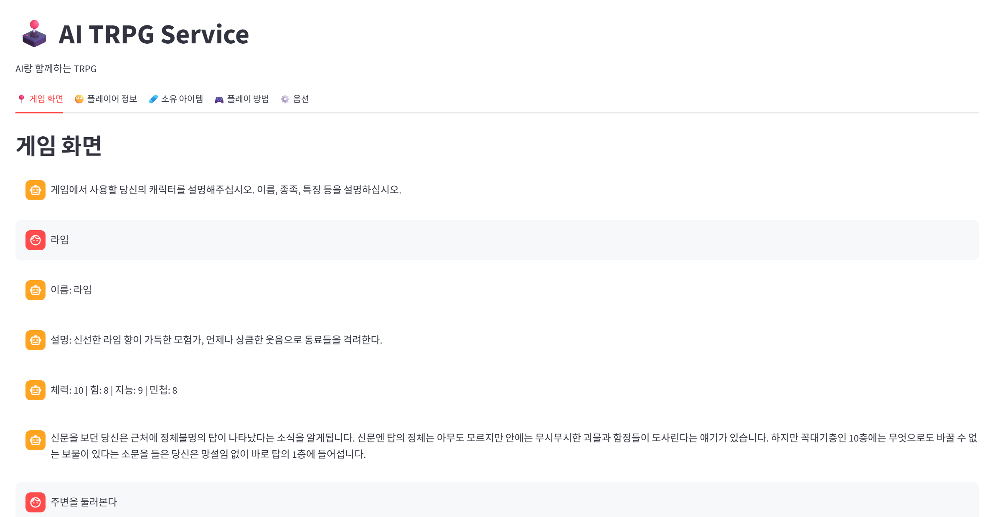 AI TRPG Service
AI랑 함께하는 TRPG
게임 화면 플레이어 정보 소유 아이템 플레이 방법 옵션
게임 화면
게임에서 사용할 당신의 캐릭터를 설명해주십시오. 이름, 종족, 특징 등을 설명하십시오.
라임
이름: 라임
설명: 신선한 라임 향이 가득한 모험가, 언제나 상큼한 웃음으로 동료들을 격려한다.
체력: 10 | 힘: 8 | 지능: 9 | 민첩: 8
신문을 보던 당신은 근처에 정체불명의 탑이 나타났다는 소식을 알게됩니다. 신문엔 탑의 정체는 아무도 모르지만 안에는 무시무시한 괴물과 함정들이 도사린다는 얘기가 있습니다. 하지만 꼭대기층인 10층에는 무엇으로도 바꿀 수 없
는 보물이 있다는 소문을 들은 당신은 망설임 없이 바로 탑의 1층에 들어섭니다.
주변을 둘러본다